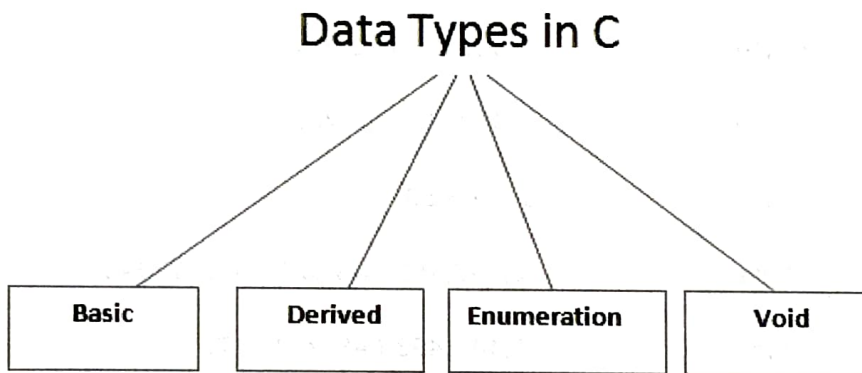 Data Types in C
Basic
Derived
Enumeration
Void